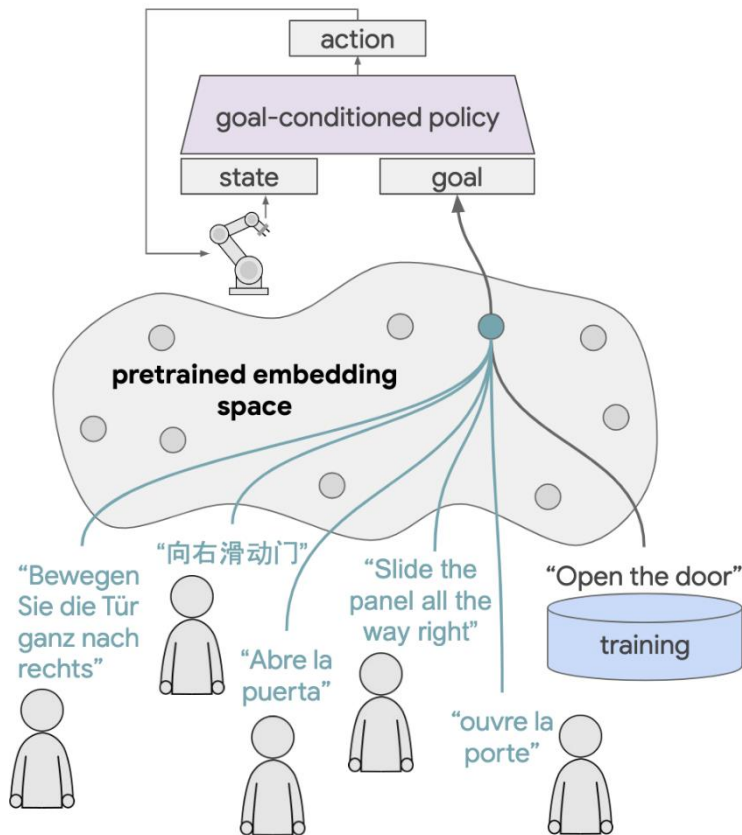 action
goal-conditioned policy
state
goal
pretrained embedding
space
“Bewegen
Sie die Tür
ganz nach
rechts”
“向右滑动门”
“Abre la
puerta”
“Slide the
panel all the
way right”
“ouvre la
porte”
“Open the door”
training